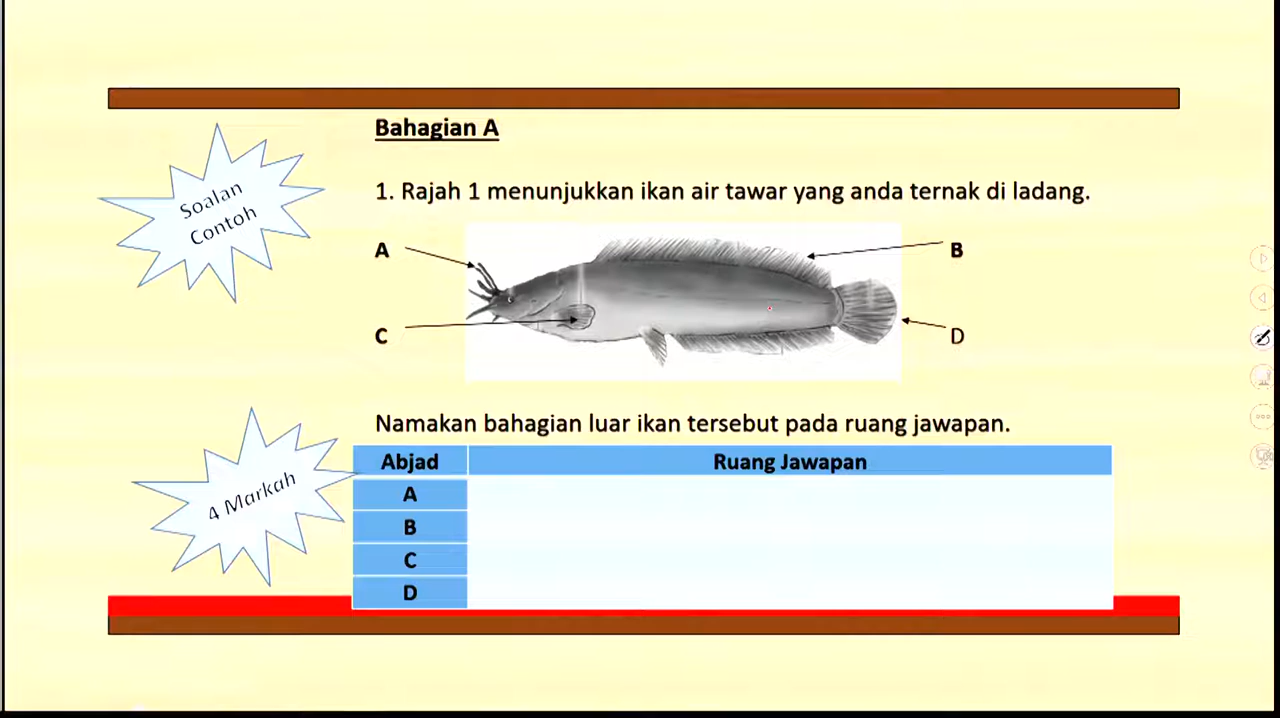 Bahagian A
Soalan
Contoh
1. Rajah 1 menunjukkan ikan air tawar yang anda ternak di ladang.
A
B
C
D
Namakan bahagian luar ikan tersebut pada ruang jawapan.
4 Markah
Abjad Ruang Jawapan
A
B
C
D